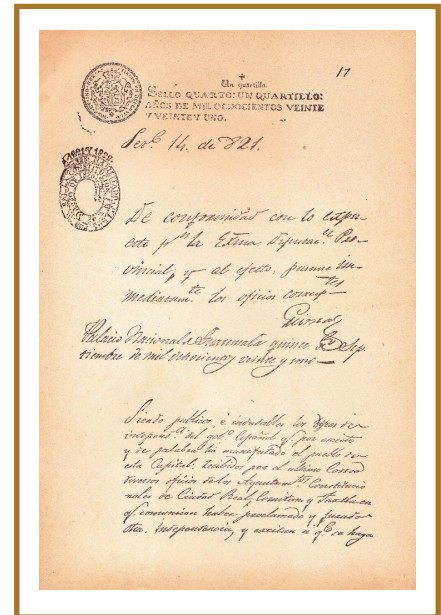 17
Un quartillo.
SELLO QUARTO: UN QUARTILLO:
AÑOS DE MIL OCHOCIENTOS VEINTE
Y VEINTE Y UNO.
14. de 821.
De conformidad con lo expu-
esto pr. la Exma. Diputac.n Pro-
vincial, y al efecto, pasense in-
mediatam.te los oficios corresp.tes
Palacio Nacional de Guatemala quince de Sep-
tiembre de mil ochocientos veinte y uno
Siendo publicos é indudables los deseos de
independ.a del gob.o Español q.e por escrito
y de palabra ha manifestado el pueblo de
esta Capital: recibidos por el ultimo Correo
diversos oficios de los Ayuntam.tos Constitucio
nales de Ciudad Real, Comitan, y Tuxtla en
q.e comunican haber proclamado y jurado
dha. independencia, y excitan á q.e se haga